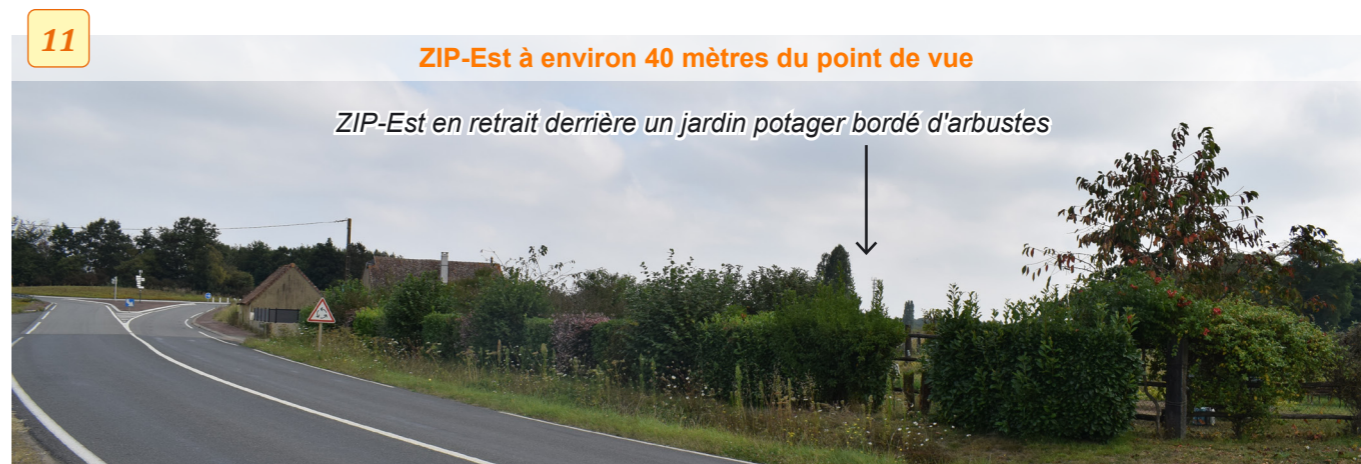 11
ZIP-Est à environ 40 mètres du point de vue
ZIP-Est en retrait derrière un jardin potager bordé d'arbustes